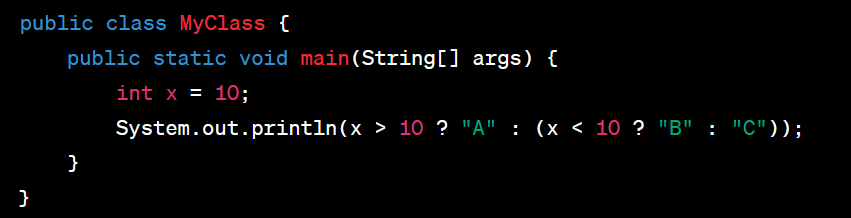 public class MyClass {
    public static void main(String[] args) {
        int x = 10;
        System.out.println(x > 10 ? "A" : (x < 10 ? "B" : "C"));
    }
}